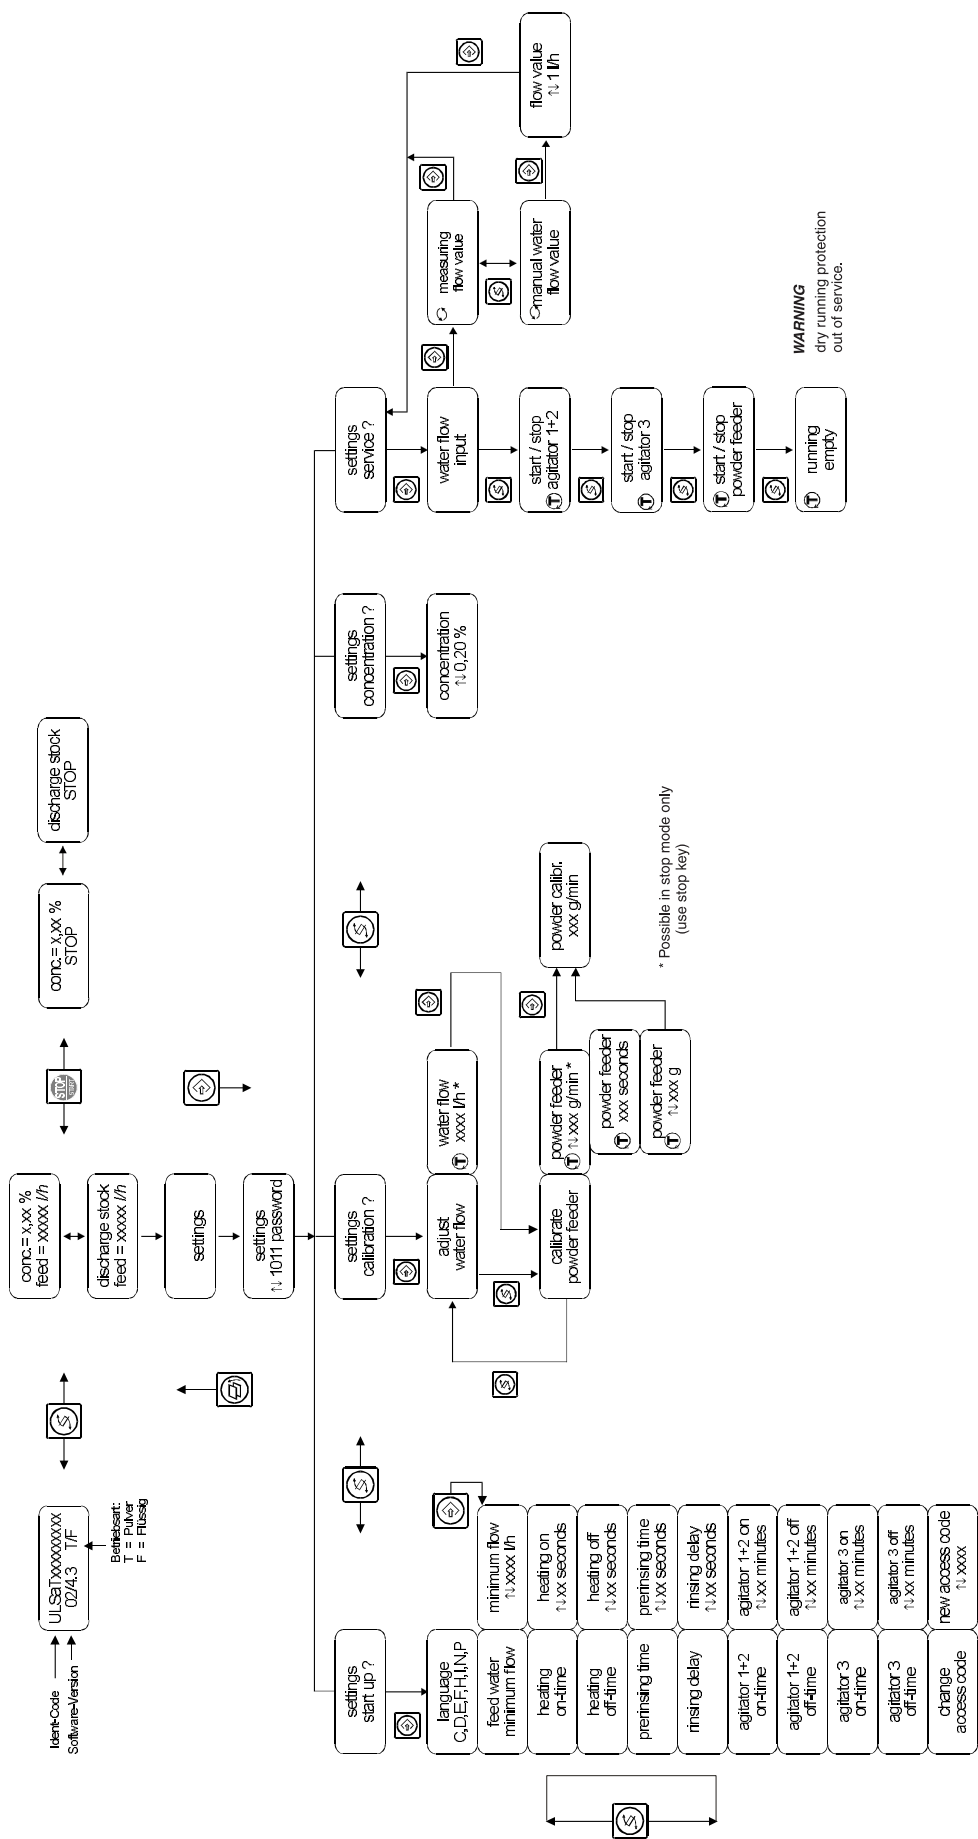 Ident-Code
Software-Version
ULSaTxxxxxxxxx
02/4.3 T/F
Betriebsart:
T = Pulver
F = Flüssig
conc.= x,xx %
feed = xxxxx l/h
discharge stock
feed = xxxxx l/h
settings
settings
↑↓ 1011 password
STOP
conc.= x,xx %
STOP
discharge stock
STOP
settings
start up ?
language
C,D,E,F,H,I,N,P
feed water
minimum flow
minimum flow
↑↓ xxxx l/h
heating
on-time
heating on
↑↓ xx seconds
heating
off-time
heating off
↑↓ xx seconds
prerinsing time
prerinsing time
↑↓ xx seconds
rinsing delay
rinsing delay
↑↓ xx seconds
agitator 1+2
on-time
agitator 1+2 on
↑↓ xx minutes
agitator 1+2
off-time
agitator 1+2 off
↑↓ xx minutes
agitator 3
on-time
agitator 3 on
↑↓ xx minutes
agitator 3
off-time
agitator 3 off
↑↓ xx minutes
change
access code
new access code
↑↓ xxxx
settings
calibration ?
adjust
water flow
water flow
T xxxx l/h *
calibrate
powder feeder
powder feeder
T ↑↓ xxx g/min *
powder feeder
T xxx seconds
powder feeder
T ↑↓ xxx g
powder calibr.
xxx g/min
* Possible in stop mode only
(use stop key)
settings
concentration ?
concentration
↑↓ 0,20 %
settings
service ?
water flow
input
measuring
flow value
manual water
flow value
flow value
↑↓ 1 l/h
start / stop
T agitator 1+2
start / stop
T agitator 3
T start / stop
powder feeder
T running
empty
WARNING
dry running protection
out of service.